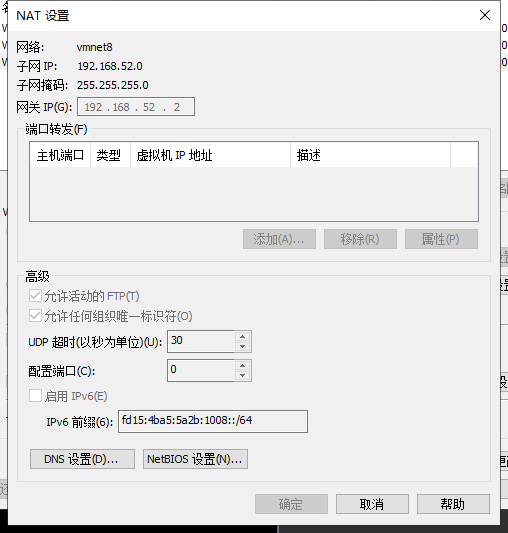 NAT 设置
网络: vmnet8
子网 IP: 192.168.52.0
子网掩码: 255.255.255.0
网关 IP(G): 192 . 168 . 52 . 2
端口转发(F)
主机端口 类型 虚拟机 IP 地址 描述
添加(A)... 移除(R) 属性(P)
高级
允许活动的 FTP(T)
允许任何组织唯一标识符(O)
UDP 超时(以秒为单位)(U): 30
配置端口(C): 0
启用 IPv6(E)
IPv6 前缀(6): fd15:4ba5:5a2b:1008::/64
DNS 设置(D)... NetBIOS 设置(N)...
确定 取消 帮助